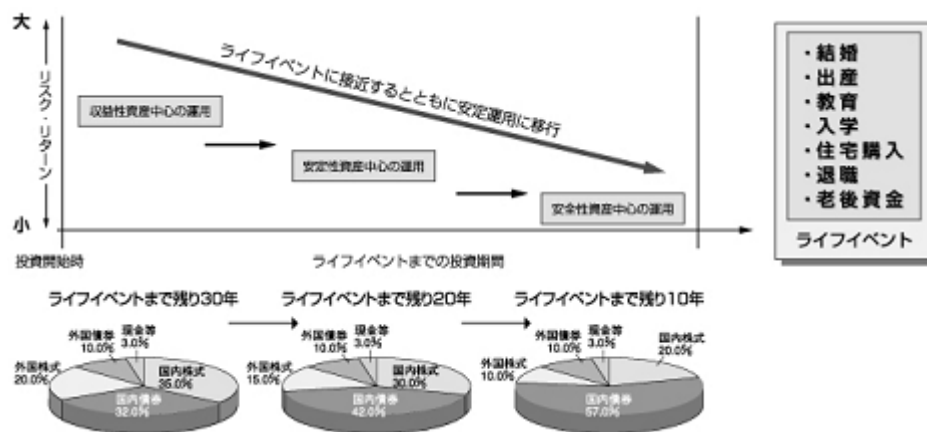 大
リスク・リターン
小
ライフイベントに接近するとともに安定運用に移行
収益性資産中心の運用
安定性資産中心の運用
安全性資産中心の運用
投資開始時
ライフイベントまでの投資期間
・結婚
・出産
・教育
・入学
・住宅購入
・退職
・老後資金
ライフイベント
ライフイベントまで残り30年
外国債券
10.0%
現金等
3.0%
外国株式
20.0%
国内株式
35.0%
国内債券
32.0%
ライフイベントまで残り20年
外国債券
10.0%
現金等
3.0%
外国株式
15.0%
国内株式
30.0%
国内債券
42.0%
ライフイベントまで残り10年
外国債券
10.0%
現金等
3.0%
国内株式
20.0%
外国株式
10.0%
国内債券
57.0%